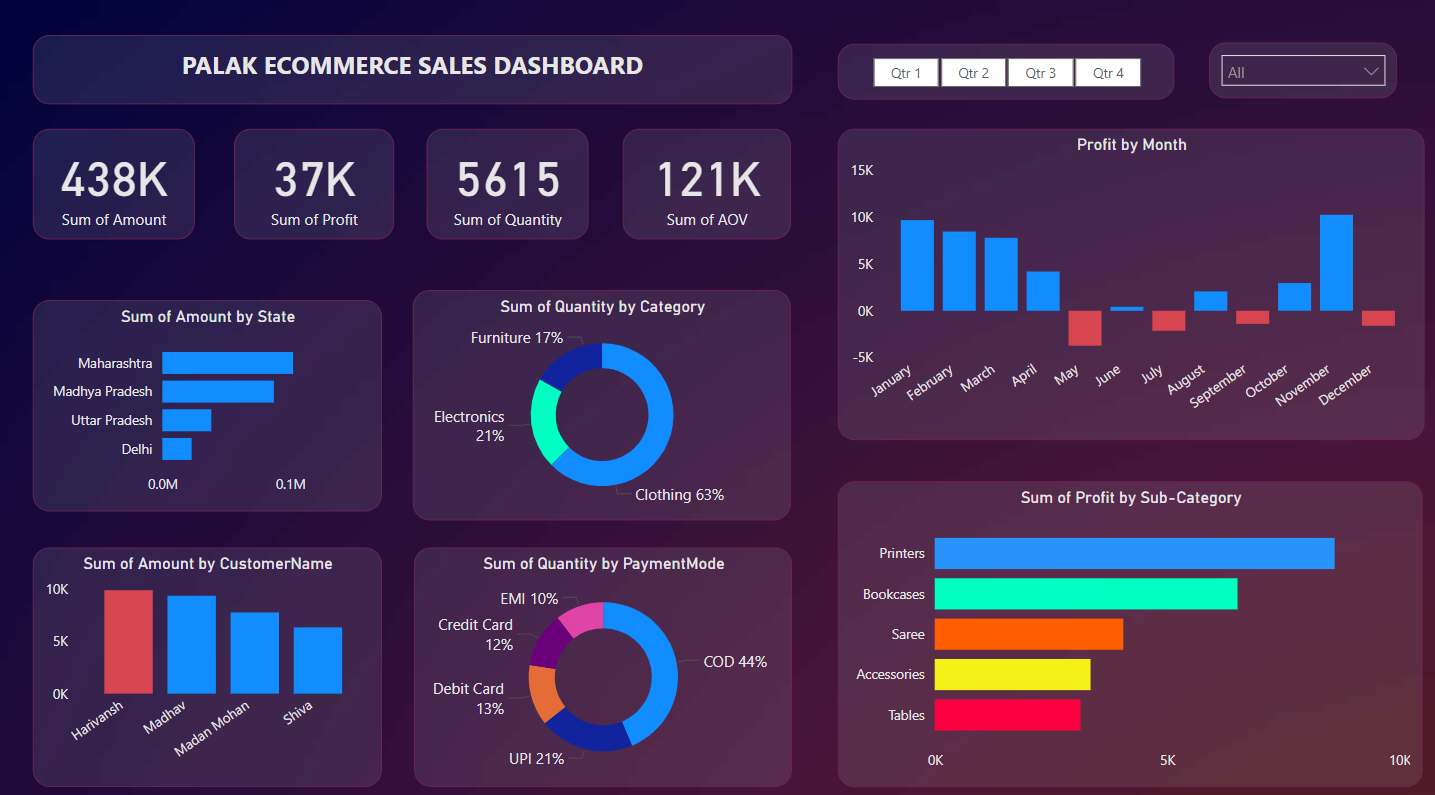 PALAK ECOMMERCE SALES DASHBOARD
Qtr 1 Qtr 2 Qtr 3 Qtr 4
All
438K
Sum of Amount
37K
Sum of Profit
5615
Sum of Quantity
121K
Sum of AOV
Profit by Month
15K
10K
5K
0K
-5K
January
February
March
April
May
June
July
August
September
October
November
December
Sum of Amount by State
Maharashtra
Madhya Pradesh
Uttar Pradesh
Delhi
0.0M 0.1M
Sum of Quantity by Category
Furniture 17%
Electronics
21%
Clothing 63%
Sum of Profit by Sub-Category
Printers
Bookcases
Saree
Accessories
Tables
0K 5K 10K
Sum of Amount by CustomerName
10K
5K
0K
Harivansh
Madhav
Madan Mohan
Shiva
Sum of Quantity by PaymentMode
EMI 10%
Credit Card
12%
COD 44%
Debit Card
13%
UPI 21%